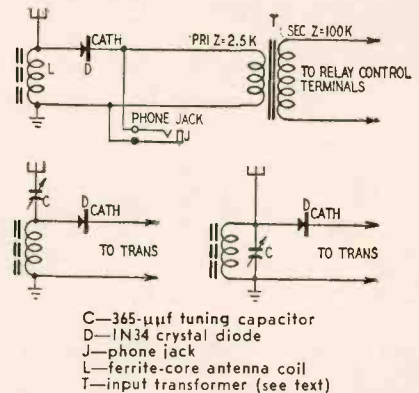 T
CATH
PRI Z=2.5K
SEC Z=100K
L
D
TO RELAY CONTROL
TERMINALS
PHONE JACK
J
D
CATH
C
TO TRANS
D
CATH
C
TO TRANS
C—365-μμf tuning capacitor
D—1N34 crystal diode
J—phone jack
L—ferrite-core antenna coil
T—input transformer (see text)